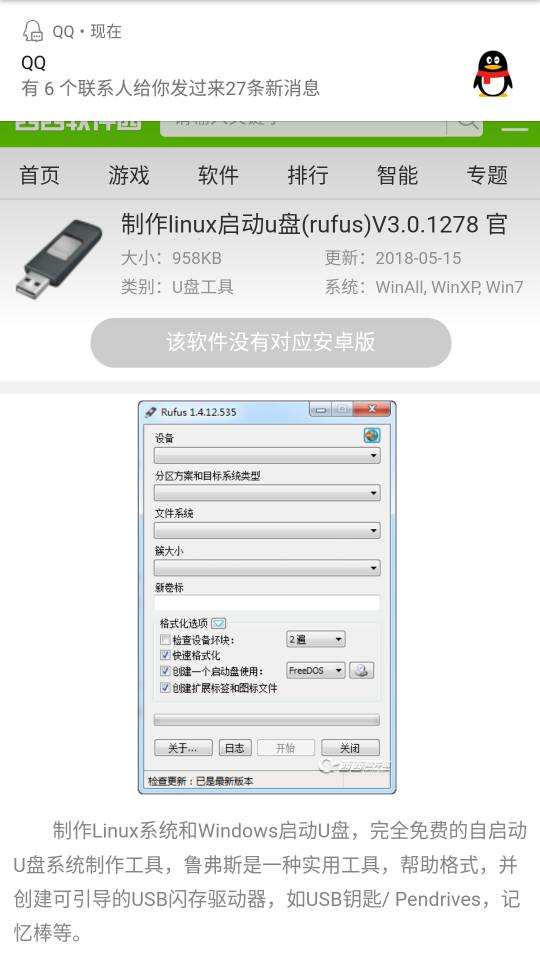 QQ · 现在
QQ
有 6 个联系人给你发过来27条新消息
首页 游戏 软件 排行 智能 专题
制作linux启动u盘(rufus)V3.0.1278 官
大小：958KB 更新：2018-05-15
类别：U盘工具 系统：WinAll, WinXP, Win7
该软件没有对应安卓版
Rufus 1.4.12.535
设备
分区方案和目标系统类型
文件系统
簇大小
新卷标
格式化选项
检查设备坏块： 2 遍
快速格式化
创建一个启动盘使用： FreeDOS
创建扩展标签和图标文件
关于... 日志 开始 关闭
检查更新：已是最新版本
制作Linux系统和Windows启动U盘，完全免费的自启动
U盘系统制作工具，鲁弗斯是一种实用工具，帮助格式，并
创建可引导的USB闪存驱动器，如USB钥匙/ Pendrives，记
忆棒等。